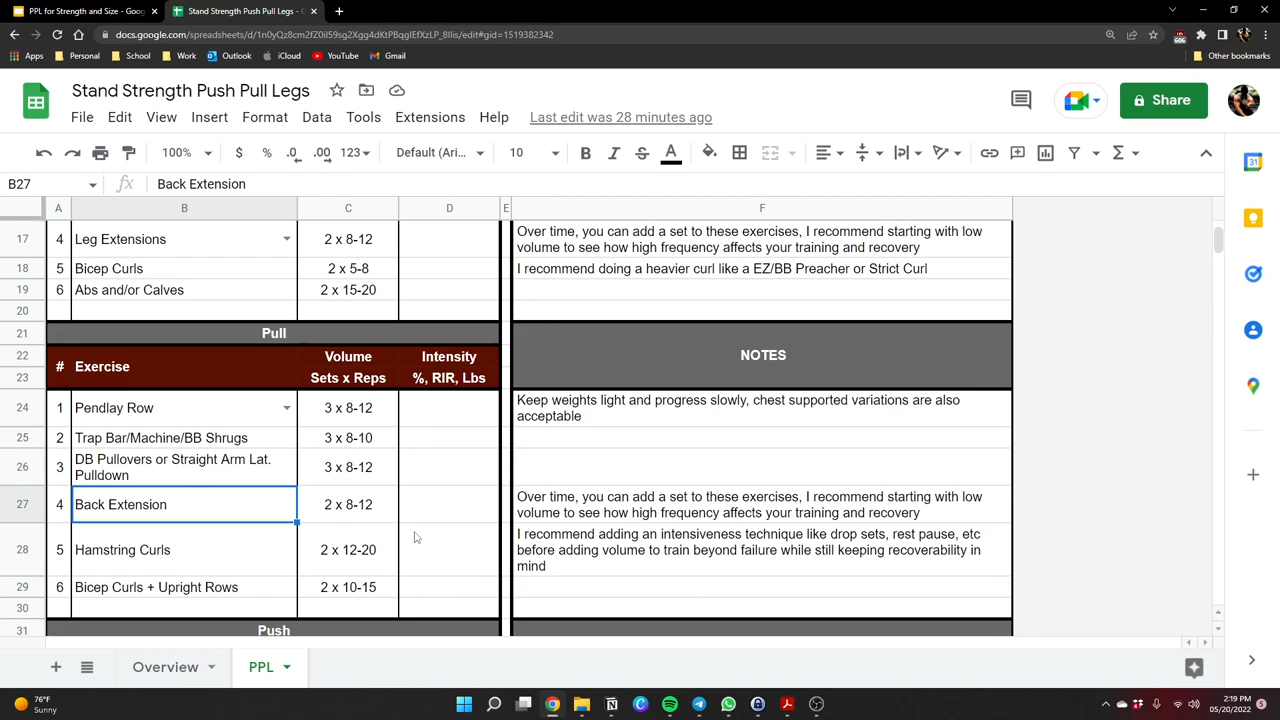 PPL for Strength and Size - Goog
Stand Strength Push Pull Legs - G
docs.google.com/spreadsheets/d/1n0yQz8cm2fZ0iI59sg2Xgg4dKtPBqgIEfXzLP_8IIis/edit#gid=1519382342
606
Apps
Personal
School
Work
Outlook
iCloud
YouTube
Gmail
Other bookmarks
Stand Strength Push Pull Legs
Share
File Edit View Insert Format Data Tools Extensions Help Last edit was 28 minutes ago
100% $ % .0 .00 123 Default (Ari... 10 B I S A
B27 fx Back Extension
A B C D E F
17 4 Leg Extensions 2 x 8-12 Over time, you can add a set to these exercises, I recommend starting with low
volume to see how high frequency affects your training and recovery
18 5 Bicep Curls 2 x 5-8 I recommend doing a heavier curl like a EZ/BB Preacher or Strict Curl
19 6 Abs and/or Calves 2 x 15-20
20
21 Pull
22 Volume Intensity
# Exercise NOTES
23 Sets x Reps %, RIR, Lbs
24 1 Pendlay Row 3 x 8-12 Keep weights light and progress slowly, chest supported variations are also
acceptable
25 2 Trap Bar/Machine/BB Shrugs 3 x 8-10
26 3 DB Pullovers or Straight Arm Lat. 3 x 8-12
Pulldown
27 4 Back Extension 2 x 8-12 Over time, you can add a set to these exercises, I recommend starting with low
volume to see how high frequency affects your training and recovery
28 5 Hamstring Curls 2 x 12-20 I recommend adding an intensiveness technique like drop sets, rest pause, etc
before adding volume to train beyond failure while still keeping recoverability in
mind
29 6 Bicep Curls + Upright Rows 2 x 10-15
30
31 Push
Overview PPL
76°F
Sunny
2:19 PM
05/20/2022